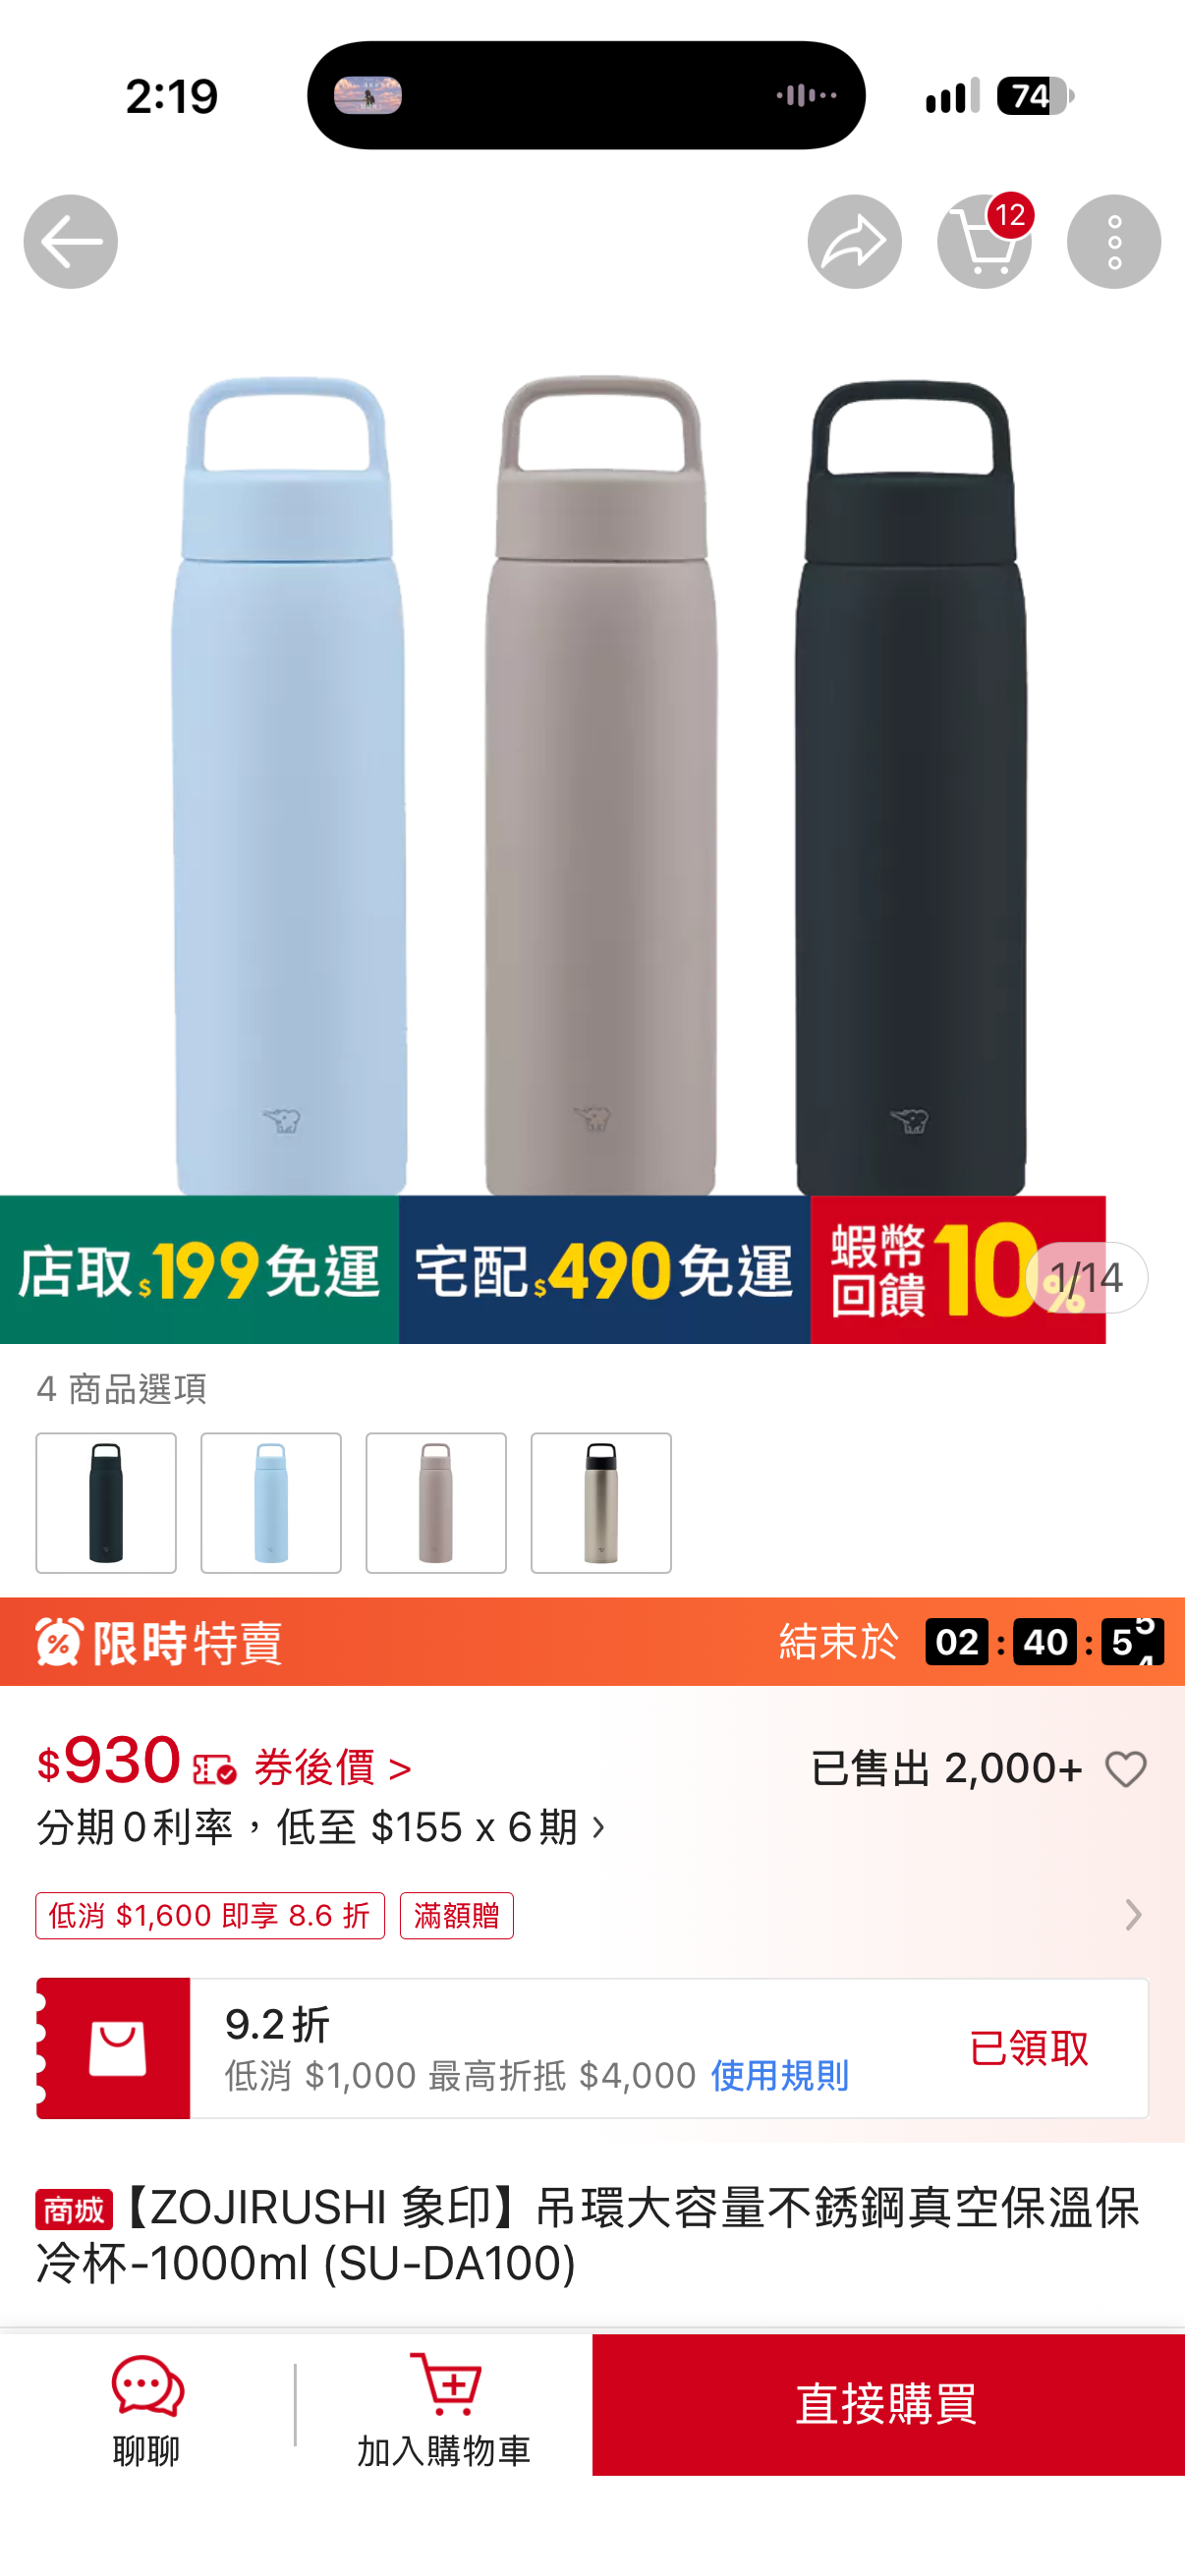 2:19
74
12
店取$199免運 宅配$490免運 蝦幣回饋10%
1/14
4 商品選項
限時特賣 結束於 02 : 40 : 5
$930 券後價 > 已售出 2,000+
分期0利率，低至 $155 x 6期 ›
低消 $1,600 即享 8.6 折 滿額贈
9.2折
低消 $1,000 最高折抵 $4,000 使用規則
已領取
商城【ZOJIRUSHI 象印】吊環大容量不銹鋼真空保溫保
冷杯-1000ml (SU-DA100)
聊聊 加入購物車 直接購買